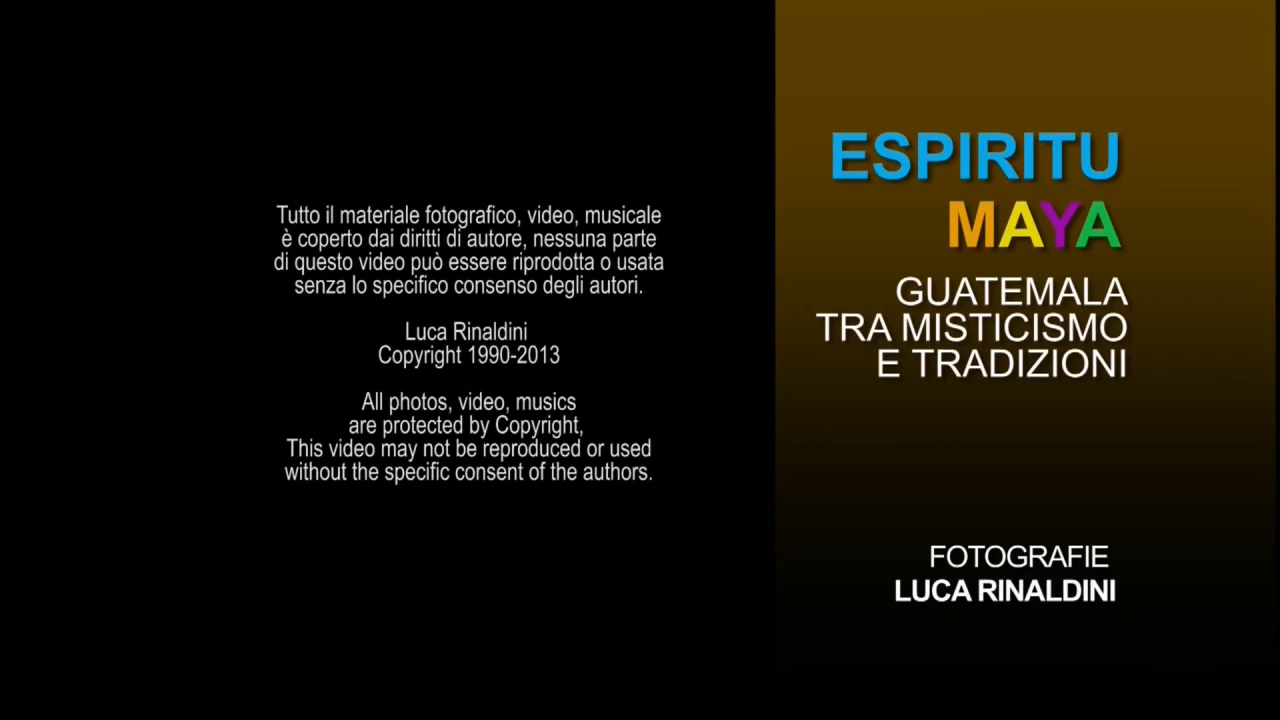 Tutto il materiale fotografico, video, musicale
è coperto dai diritti di autore, nessuna parte
di questo video può essere riprodotta o usata
senza lo specifico consenso degli autori.
Luca Rinaldini
Copyright 1990-2013
All photos, video, musics
are protected by Copyright,
This video may not be reproduced or used
without the specific consent of the authors.
ESPIRITU
MAYA
GUATEMALA
TRA MISTICISMO
E TRADIZIONI
FOTOGRAFIE
LUCA RINALDINI